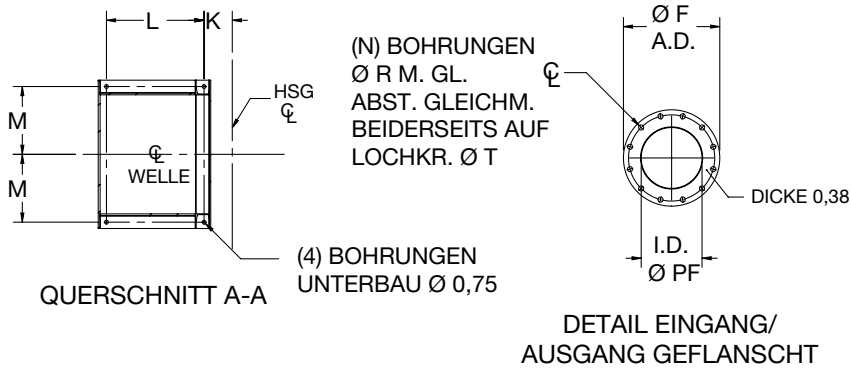 L
K
M
M
HSG
℄
℄
WELLE
(4) BOHRUNGEN
UNTERBAU Ø 0,75
QUERSCHNITT A-A
(N) BOHRUNGEN
Ø R M. GL.
ABST. GLEICHM.
BEIDERSEITS AUF
LOCHKR. Ø T
℄
Ø F
A.D.
DICKE 0,38
I.D.
Ø PF
DETAIL EINGANG/
AUSGANG GEFLANSCHT